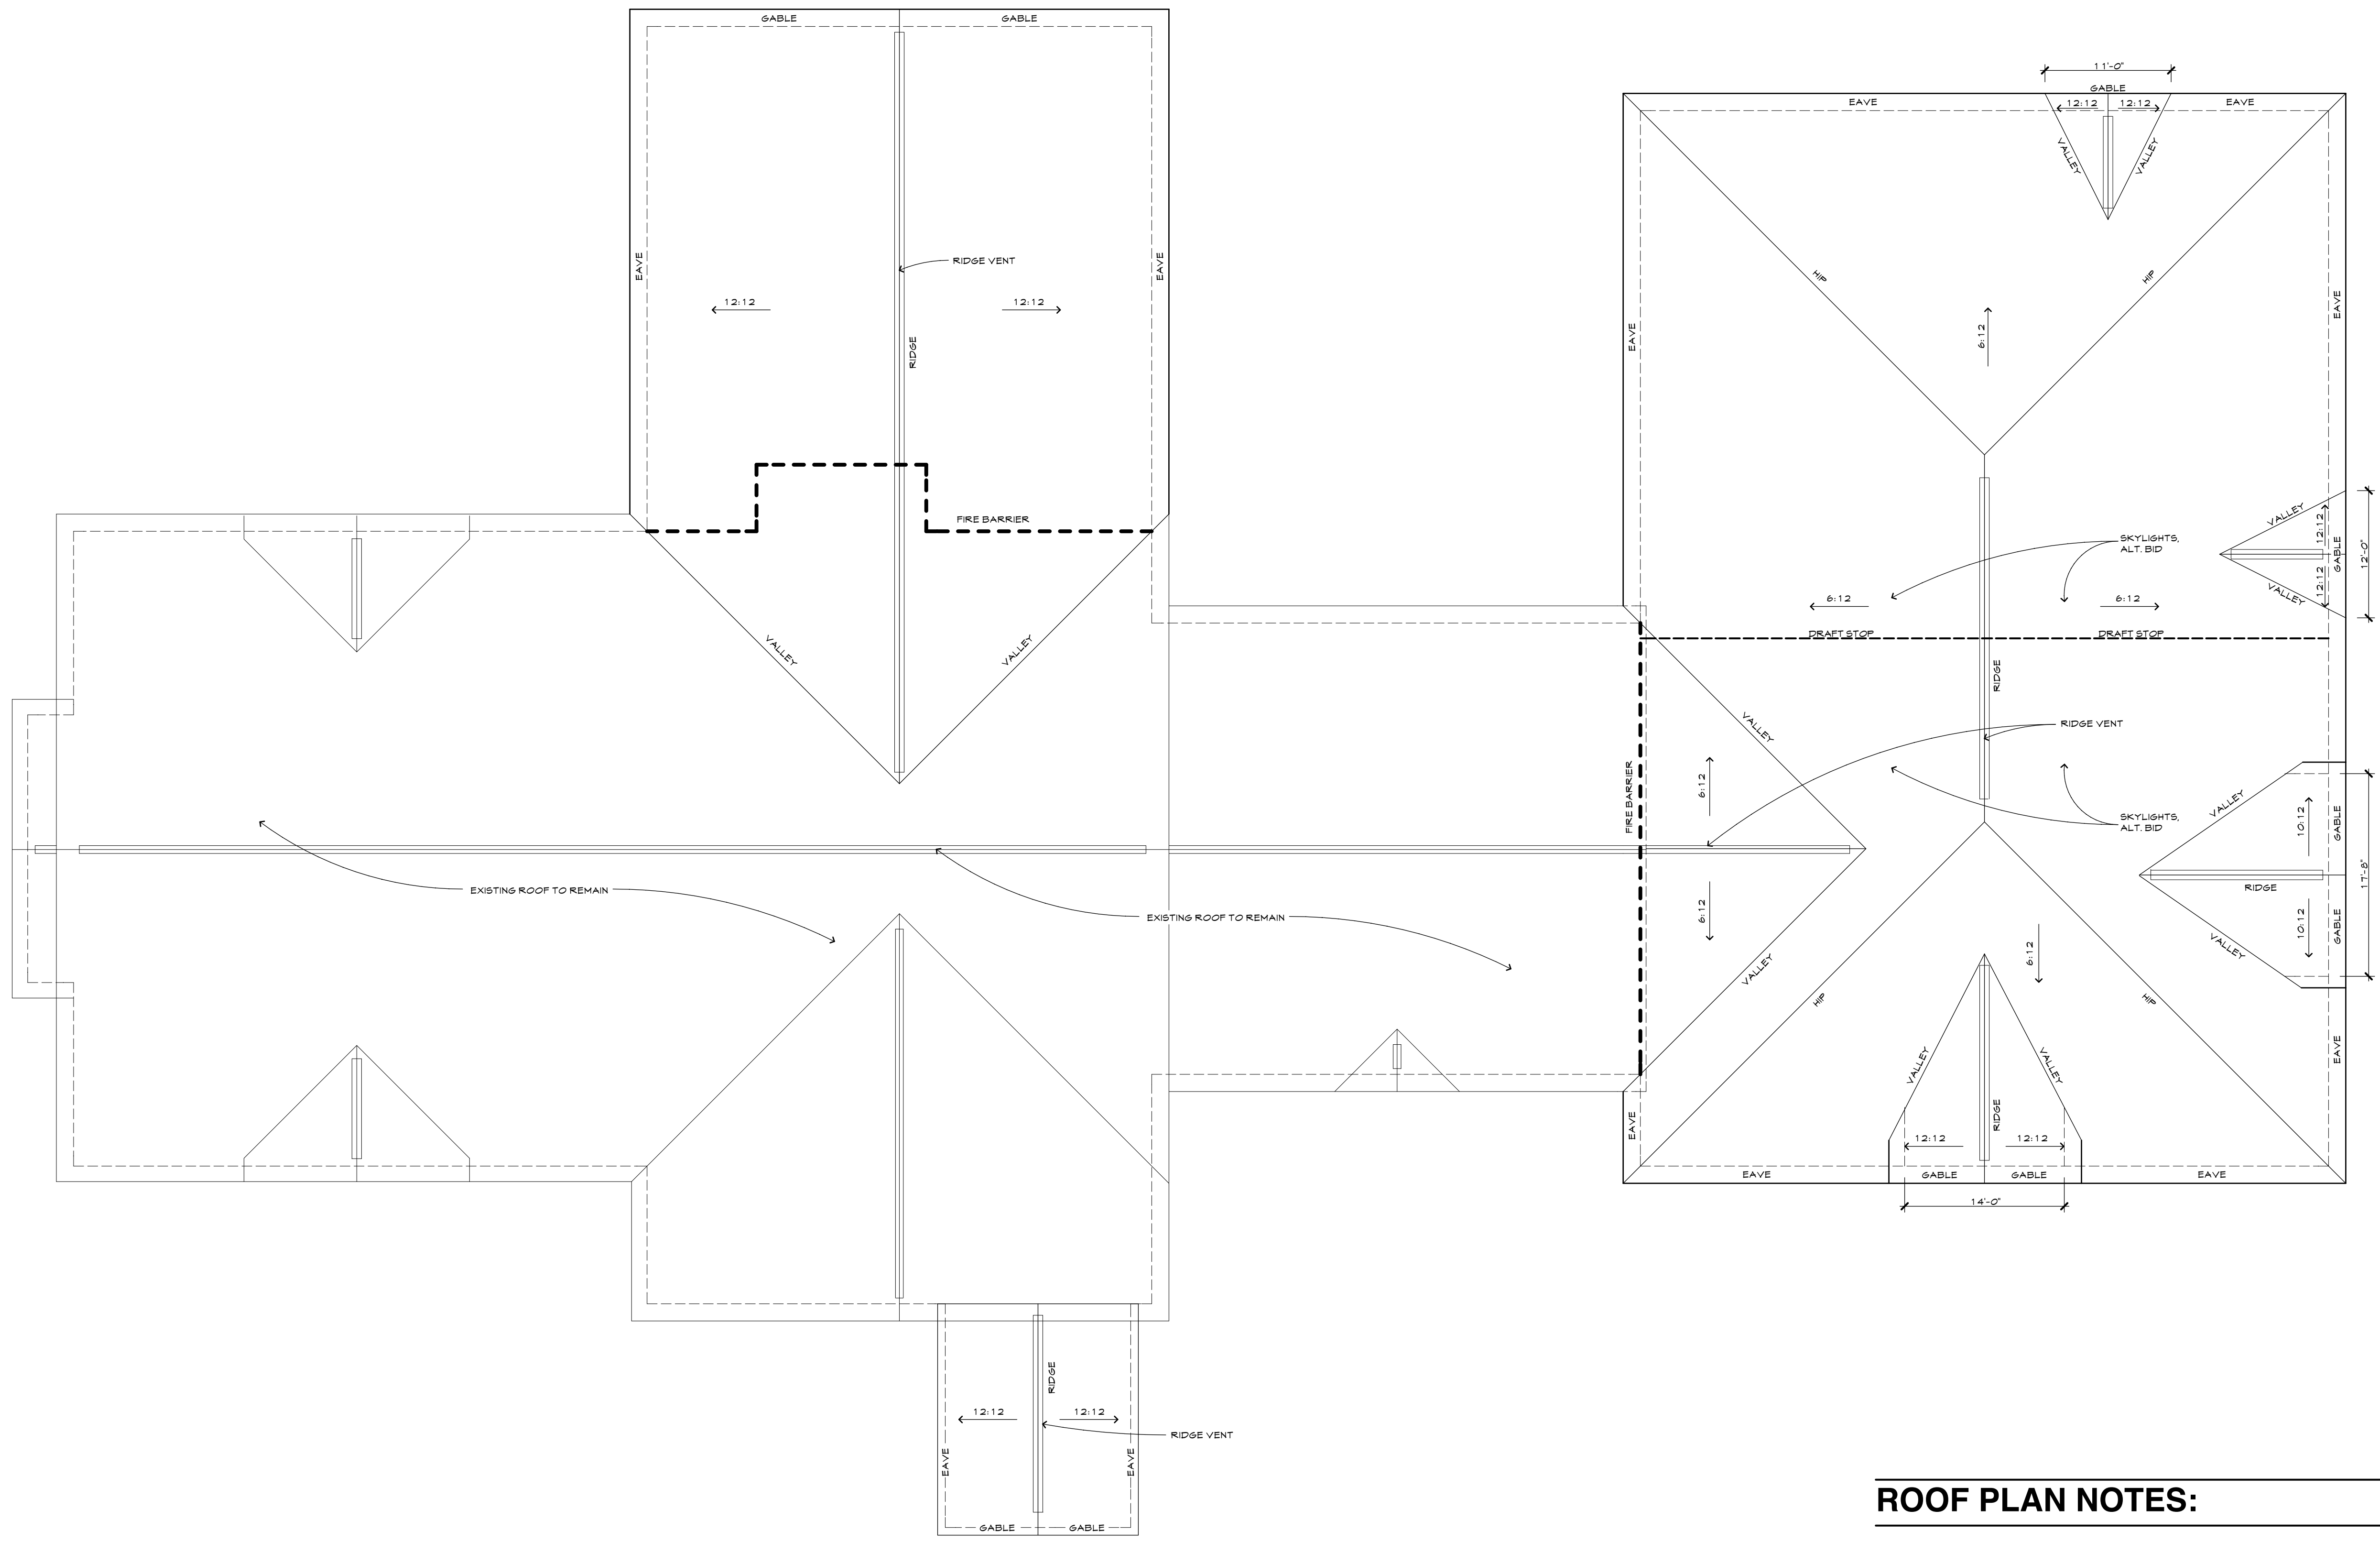 GABLE
GABLE
11'-0"
GABLE
EAVE
12:12
12:12
EAVE
VALLEY
VALLEY
EAVE
RIDGE VENT
EAVE
HIP
HIP
12:12
12:12
EAVE
EAVE
6:12
RIDGE
FIRE BARRIER
VALLEY
12:12
SKYLIGHTS,
ALT. BID
GABLE
12'-0"
12:12
VALLEY
6:12
6:12
DRAFT STOP
DRAFT STOP
VALLEY
VALLEY
RIDGE
VALLEY
RIDGE VENT
6:12
FIRE BARRIER
VALLEY
SKYLIGHTS,
ALT. BID
10:12
GABLE
17'-8"
EXISTING ROOF TO REMAIN
RIDGE
EXISTING ROOF TO REMAIN
6:12
10:12
GABLE
6:12
VALLEY
VALLEY
HIP
HIP
VALLEY
VALLEY
EAVE
EAVE
RIDGE
12:12
12:12
EAVE
GABLE
GABLE
EAVE
14'-0"
RIDGE
12:12
12:12
RIDGE VENT
EAVE
EAVE
GABLE
GABLE
ROOF PLAN NOTES: